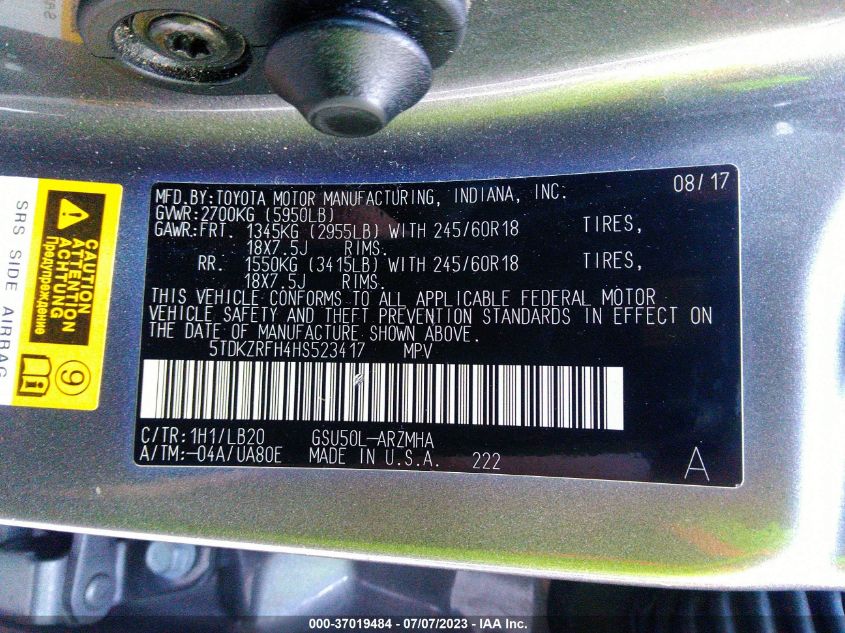 MFD.BY:TOYOTA MOTOR MANUFACTURING, INDIANA, INC. 08/17
GVWR:2700KG (5950LB)
GAWR:FRT. 1345KG (2955LB) WITH 245/60R18 TIRES,
18X7.5J RIMS.
RR. 1550KG (3415LB) WITH 245/60R18 TIRES,
18X7.5J RIMS.
THIS VEHICLE CONFORMS TO ALL APPLICABLE FEDERAL MOTOR
VEHICLE SAFETY AND THEFT PREVENTION STANDARDS IN EFFECT ON
THE DATE OF MANUFACTURE SHOWN ABOVE.
5TDKZRFH4HS523417 MPV
C/TR:1H1/LB20 GSU50L-ARZMHA
A/TM:-04A/UA80E MADE IN U.S.A. 222 A
SRS SIDE AIRBAG
CAUTION
ATTENTION
ACHTUNG
Предупреждение
9
000-37019484 - 07/07/2023 - IAA Inc.